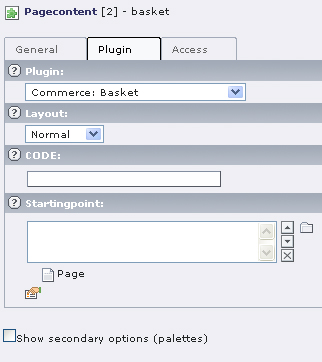 Pagecontent [2] - basket
General Plugin Access
Plugin:
Commerce: Basket
Layout:
Normal
CODE:
Startingpoint:
Page
Show secondary options (palettes)